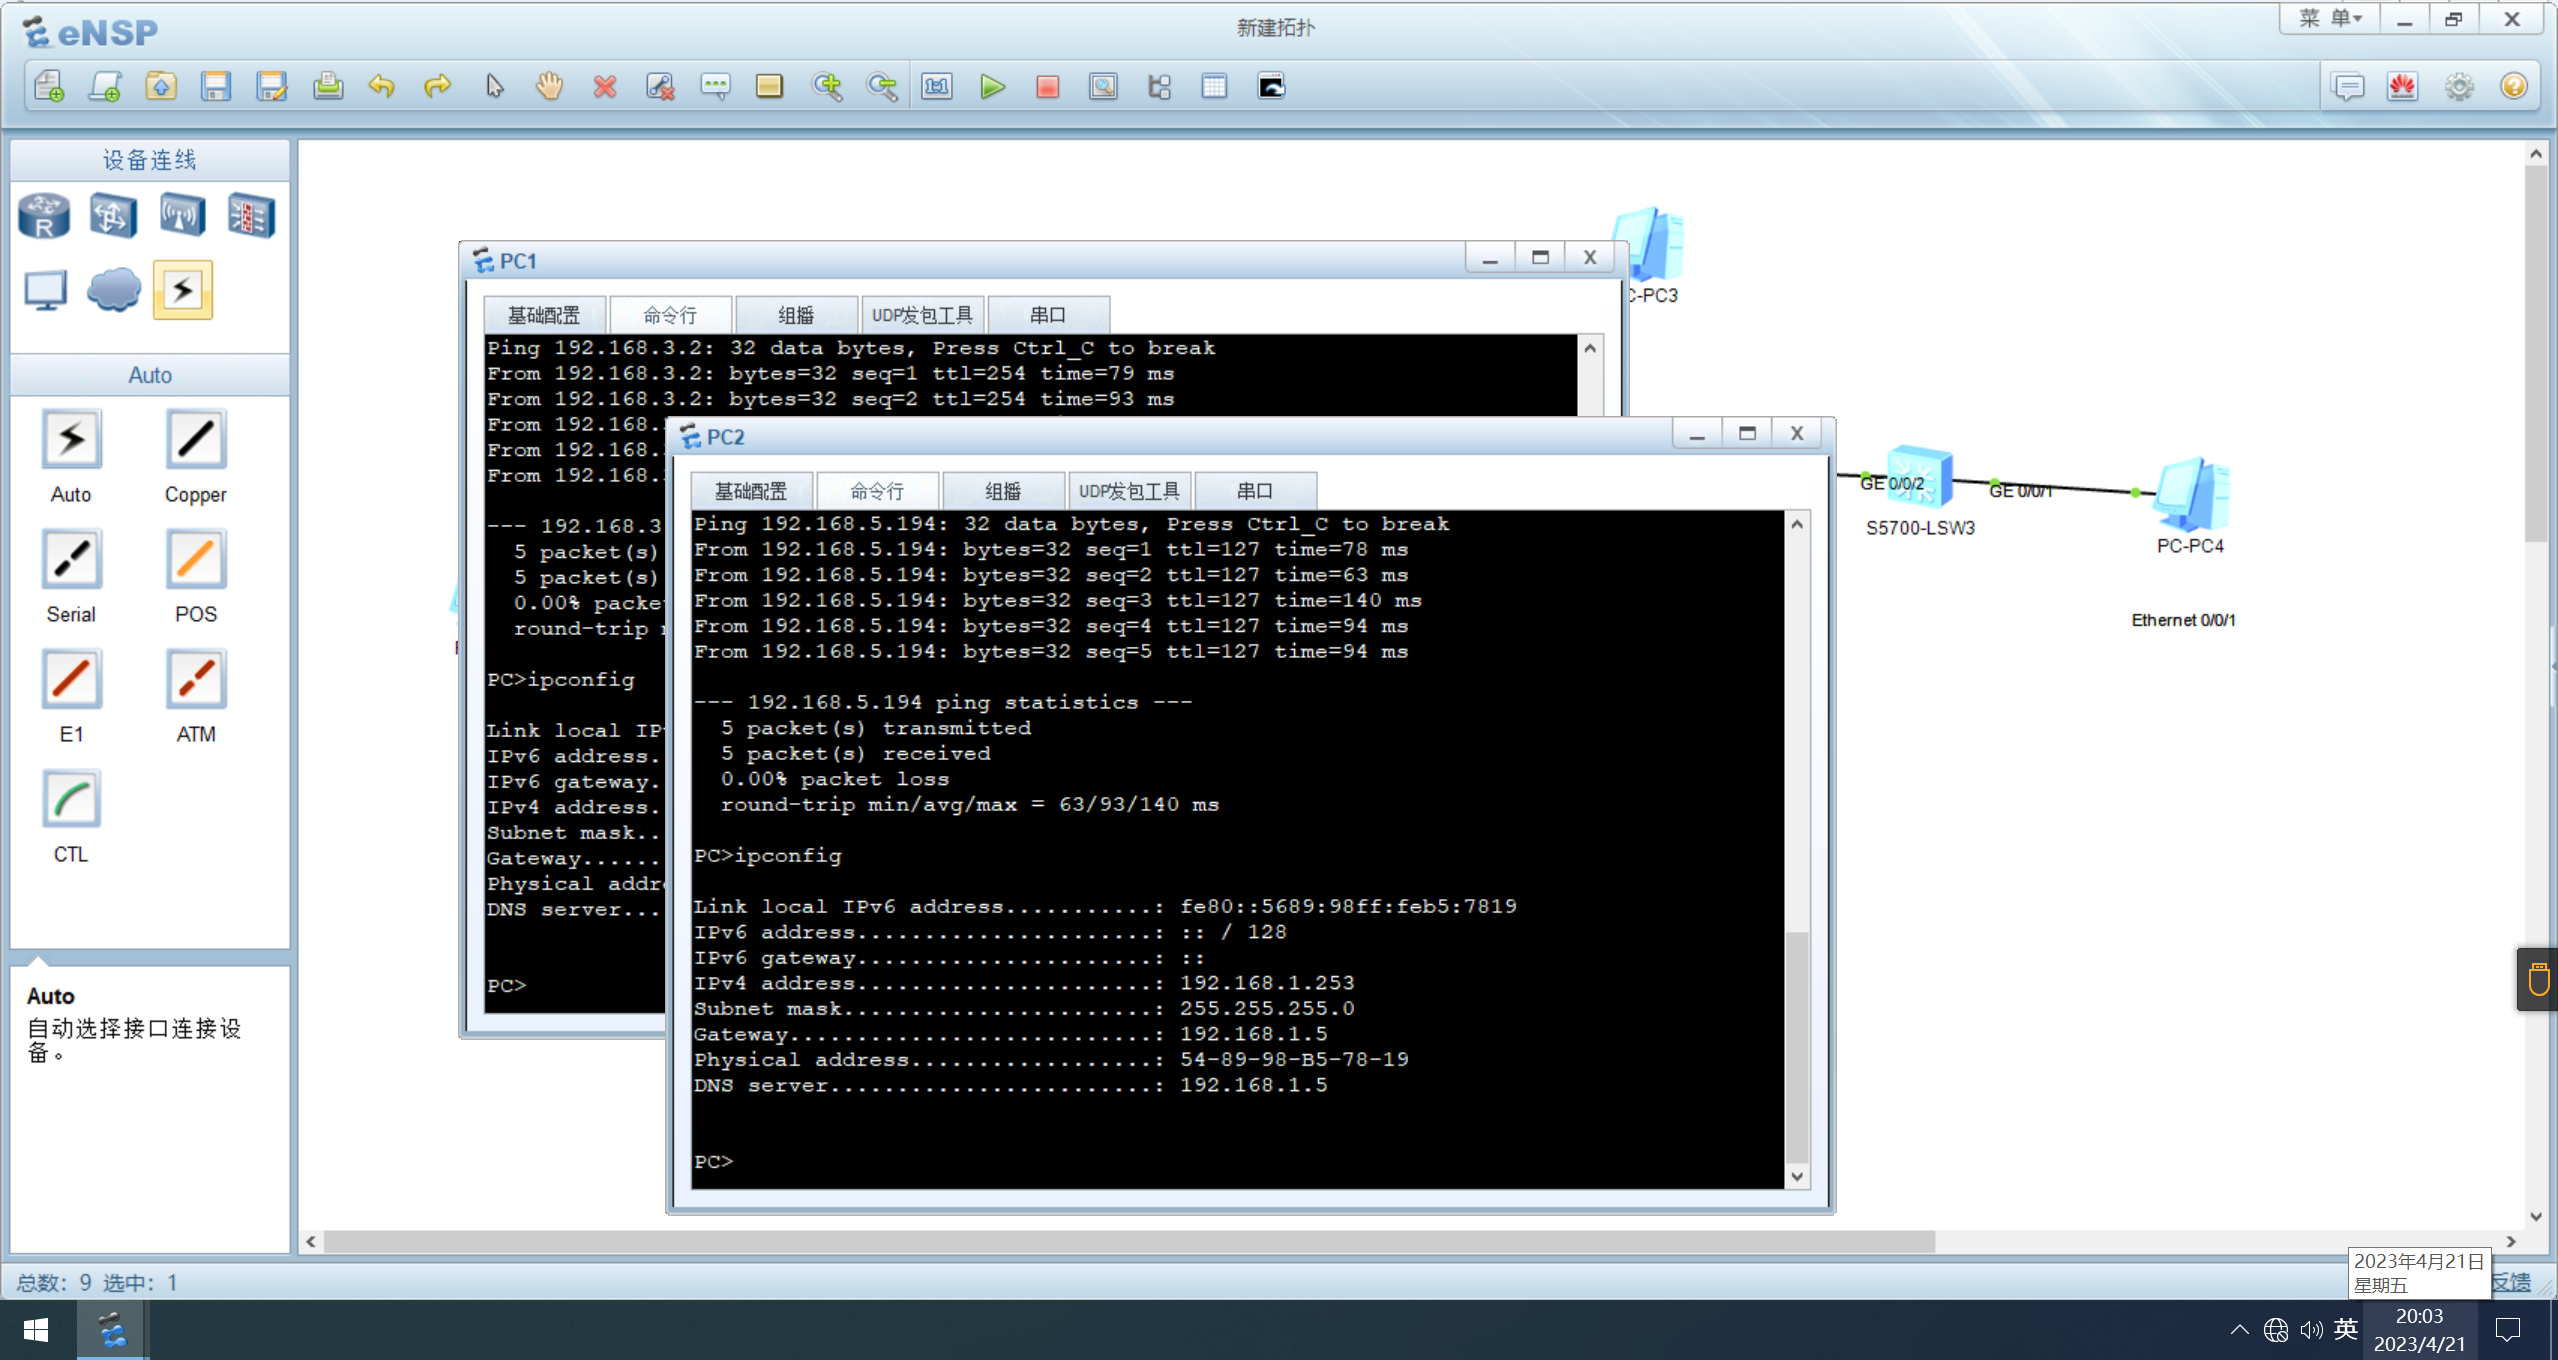 eNSP
新建拓扑
菜 单
设备连线
Auto
Auto
Copper
Serial
POS
E1
ATM
CTL
Auto
自动选择接口连接设
备。
PC1
基础配置
命令行
组播
UDP发包工具
串口
Ping 192.168.3.2: 32 data bytes, Press Ctrl_C to break
From 192.168.3.2: bytes=32 seq=1 ttl=254 time=79 ms
From 192.168.3.2: bytes=32 seq=2 ttl=254 time=93 ms
From 192.168.
From 192.168.
From 192.168.
--- 192.168.3
5 packet(s)
5 packet(s)
0.00% packe
round-trip
PC>ipconfig
Link local IP
IPv6 address.
IPv6 gateway.
IPv4 address.
Subnet mask..
Gateway......
Physical addr
DNS server...
PC>
PC2
基础配置
命令行
组播
UDP发包工具
串口
Ping 192.168.5.194: 32 data bytes, Press Ctrl_C to break
From 192.168.5.194: bytes=32 seq=1 ttl=127 time=78 ms
From 192.168.5.194: bytes=32 seq=2 ttl=127 time=63 ms
From 192.168.5.194: bytes=32 seq=3 ttl=127 time=140 ms
From 192.168.5.194: bytes=32 seq=4 ttl=127 time=94 ms
From 192.168.5.194: bytes=32 seq=5 ttl=127 time=94 ms
--- 192.168.5.194 ping statistics ---
5 packet(s) transmitted
5 packet(s) received
0.00% packet loss
round-trip min/avg/max = 63/93/140 ms
PC>ipconfig
Link local IPv6 address...........: fe80::5689:98ff:feb5:7819
IPv6 address......................: :: / 128
IPv6 gateway......................: ::
IPv4 address......................: 192.168.1.253
Subnet mask.......................: 255.255.255.0
Gateway...........................: 192.168.1.5
Physical address..................: 54-89-98-B5-78-19
DNS server........................: 192.168.1.5
PC>
C-PC3
GE 0/0/2
GE 0/0/1
S5700-LSW3
PC-PC4
Ethernet 0/0/1
总数：9 选中：1
2023年4月21日
星期五
反馈
英
20:03
2023/4/21